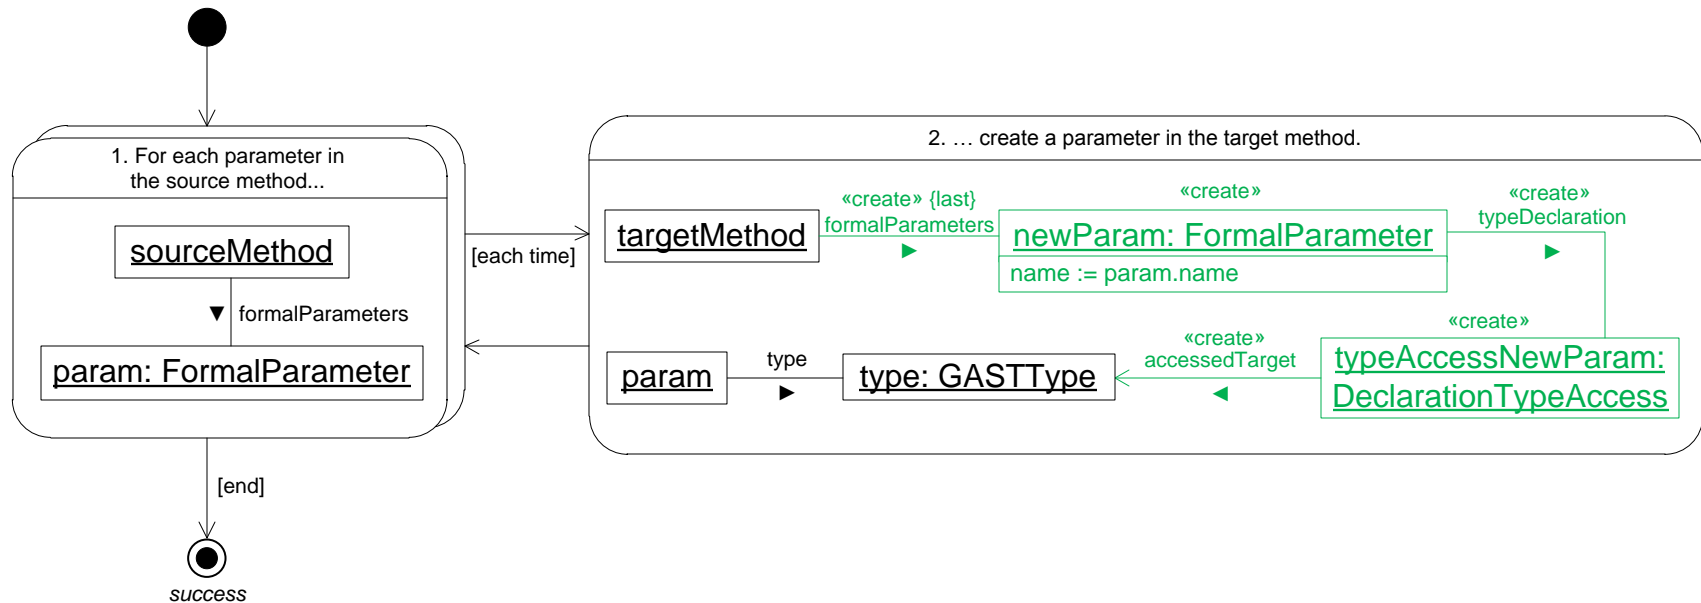 1. For each parameter in
the source method...
sourceMethod
▼ formalParameters
param: FormalParameter
[each time]
[end]
success
2. … create a parameter in the target method.
targetMethod
«create» {last}
formalParameters
►
«create»
newParam: FormalParameter
name := param.name
«create»
typeDeclaration
►
«create»
typeAccessNewParam:
DeclarationTypeAccess
«create»
accessedTarget
◄
param
type
►
type: GASTType